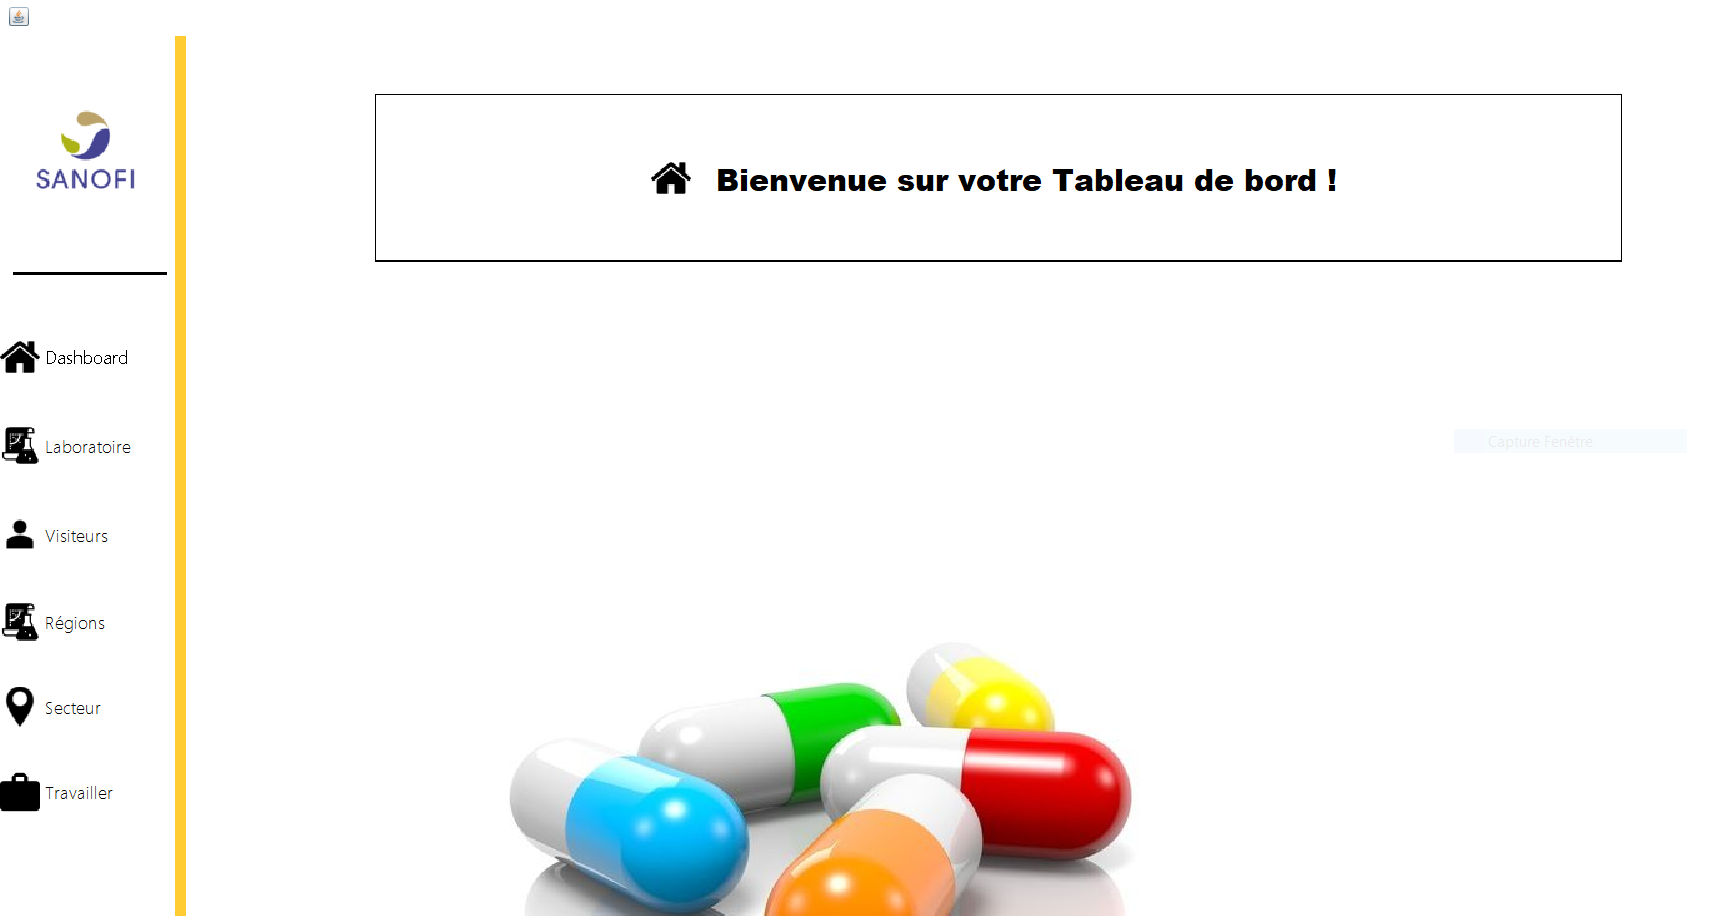 SANOFI
Bienvenue sur votre Tableau de bord !
Dashboard
Laboratoire
Capture Fenêtre
Visiteurs
Régions
Secteur
Travailler